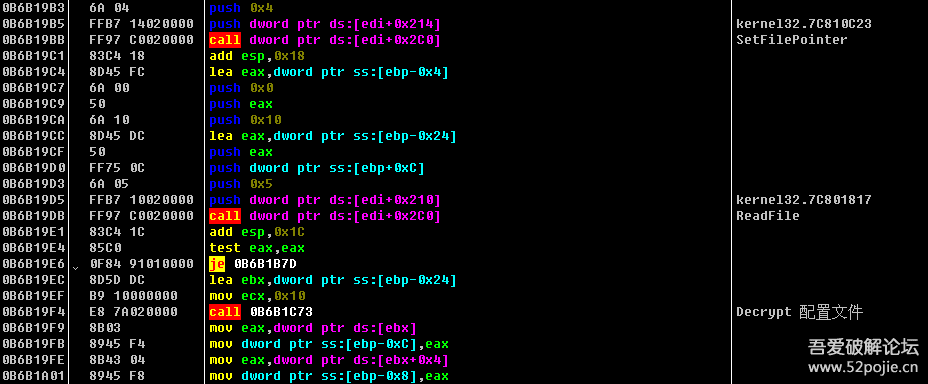 0B6B19B3 6A 04 push 0x4
0B6B19B5 FFB7 14020000 push dword ptr ds:[edi+0x214] kernel32.7C810C23
0B6B19BB FF97 C0020000 call dword ptr ds:[edi+0x2C0] SetFilePointer
0B6B19C1 83C4 18 add esp,0x18
0B6B19C4 8D45 FC lea eax,dword ptr ss:[ebp-0x4]
0B6B19C7 6A 00 push 0x0
0B6B19C9 50 push eax
0B6B19CA 6A 10 push 0x10
0B6B19CC 8D45 DC lea eax,dword ptr ss:[ebp-0x24]
0B6B19CF 50 push eax
0B6B19D0 FF75 0C push dword ptr ss:[ebp+0xC]
0B6B19D3 6A 05 push 0x5
0B6B19D5 FFB7 10020000 push dword ptr ds:[edi+0x210] kernel32.7C801817
0B6B19DB FF97 C0020000 call dword ptr ds:[edi+0x2C0] ReadFile
0B6B19E1 83C4 1C add esp,0x1C
0B6B19E4 85C0 test eax,eax
0B6B19E6 0F84 91010000 je 0B6B1B7D
0B6B19EC 8D5D DC lea ebx,dword ptr ss:[ebp-0x24]
0B6B19EF B9 10000000 mov ecx,0x10
0B6B19F4 E8 7A020000 call 0B6B1C73 Decrypt 配置文件
0B6B19F9 8B03 mov eax,dword ptr ds:[ebx]
0B6B19FB 8945 F4 mov dword ptr ss:[ebp-0xC],eax
0B6B19FE 8B43 04 mov eax,dword ptr ds:[ebx+0x4]
0B6B1A01 8945 F8 mov dword ptr ss:[ebp-0x8],eax
吾爱破解论坛
www.52pojie.cn